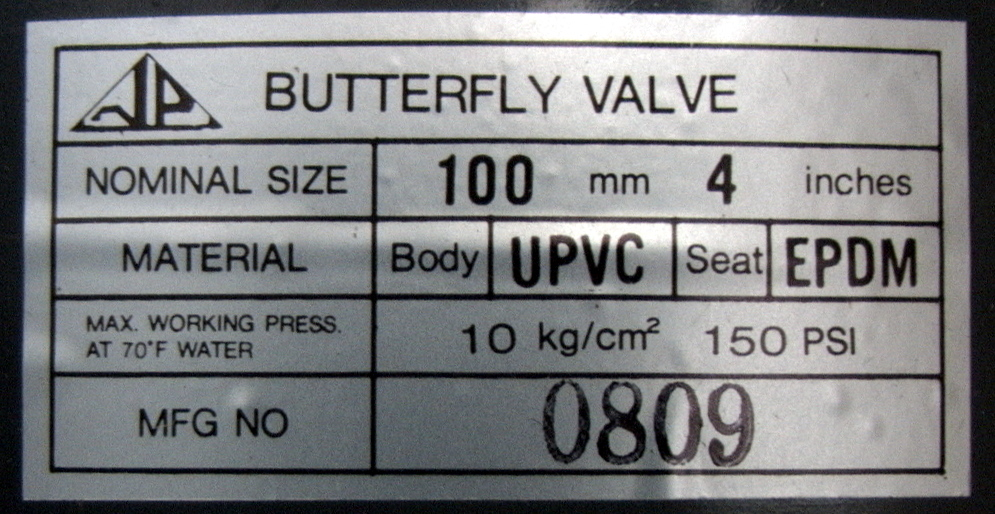 JP BUTTERFLY VALVE
NOMINAL SIZE 100 mm 4 inches
MATERIAL Body UPVC Seat EPDM
MAX. WORKING PRESS.
AT 70°F WATER
10 kg/cm² 150 PSI
MFG NO 0809